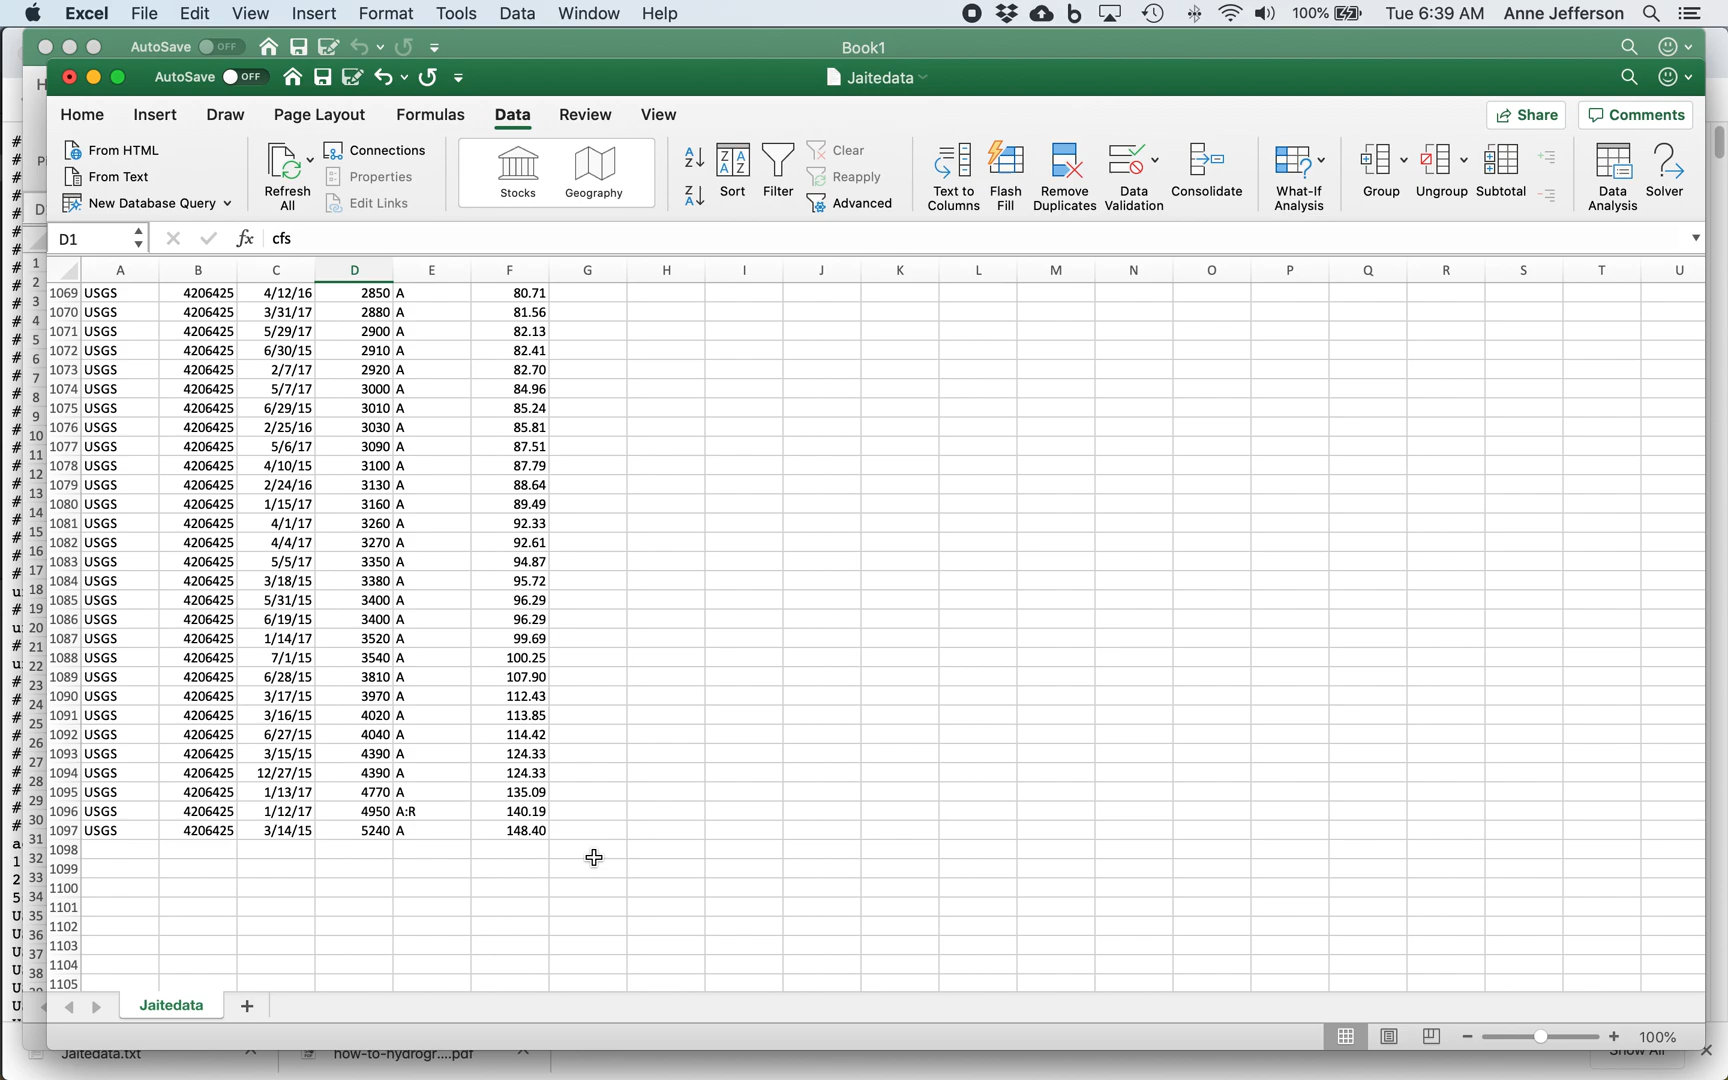 Excel File Edit View Insert Format Tools Data Window Help 100% Tue 6:39 AM Anne Jefferson
AutoSave OFF Book1
AutoSave OFF Jaitedata
Home Insert Draw Page Layout Formulas Data Review View Share Comments
From HTML
From Text
New Database Query
Refresh All
Connections
Properties
Edit Links
Stocks Geography
Sort Filter
Clear
Reapply
Advanced
Text to Columns
Flash Fill
Remove Duplicates
Data Validation
Consolidate
What-If Analysis
Group Ungroup Subtotal
Data Analysis
Solver
D1 fx cfs
A B C D E F G H I J K L M N O P Q R S T U
1069 USGS 4206425 4/12/16 2850 A 80.71
1070 USGS 4206425 3/31/17 2880 A 81.56
1071 USGS 4206425 5/29/17 2900 A 82.13
1072 USGS 4206425 6/30/15 2910 A 82.41
1073 USGS 4206425 2/7/17 2920 A 82.70
1074 USGS 4206425 5/7/17 3000 A 84.96
1075 USGS 4206425 6/29/15 3010 A 85.24
1076 USGS 4206425 2/25/16 3030 A 85.81
1077 USGS 4206425 5/6/17 3090 A 87.51
1078 USGS 4206425 4/10/15 3100 A 87.79
1079 USGS 4206425 2/24/16 3130 A 88.64
1080 USGS 4206425 1/15/17 3160 A 89.49
1081 USGS 4206425 4/1/17 3260 A 92.33
1082 USGS 4206425 4/4/17 3270 A 92.61
1083 USGS 4206425 5/5/17 3350 A 94.87
1084 USGS 4206425 3/18/15 3380 A 95.72
1085 USGS 4206425 5/31/15 3400 A 96.29
1086 USGS 4206425 6/19/15 3400 A 96.29
1087 USGS 4206425 1/14/17 3520 A 99.69
1088 USGS 4206425 7/1/15 3540 A 100.25
1089 USGS 4206425 6/28/15 3810 A 107.90
1090 USGS 4206425 3/17/15 3970 A 112.43
1091 USGS 4206425 3/16/15 4020 A 113.85
1092 USGS 4206425 6/27/15 4040 A 114.42
1093 USGS 4206425 3/15/15 4390 A 124.33
1094 USGS 4206425 12/27/15 4390 A 124.33
1095 USGS 4206425 1/13/17 4770 A 135.09
1096 USGS 4206425 1/12/17 4950 A:R 140.19
1097 USGS 4206425 3/14/15 5240 A 148.40
1098
1099
1100
1101
1102
1103
1104
1105
Jaitedata
100%
Jaitedata.txt how-to-hydrogr....pdf Show All